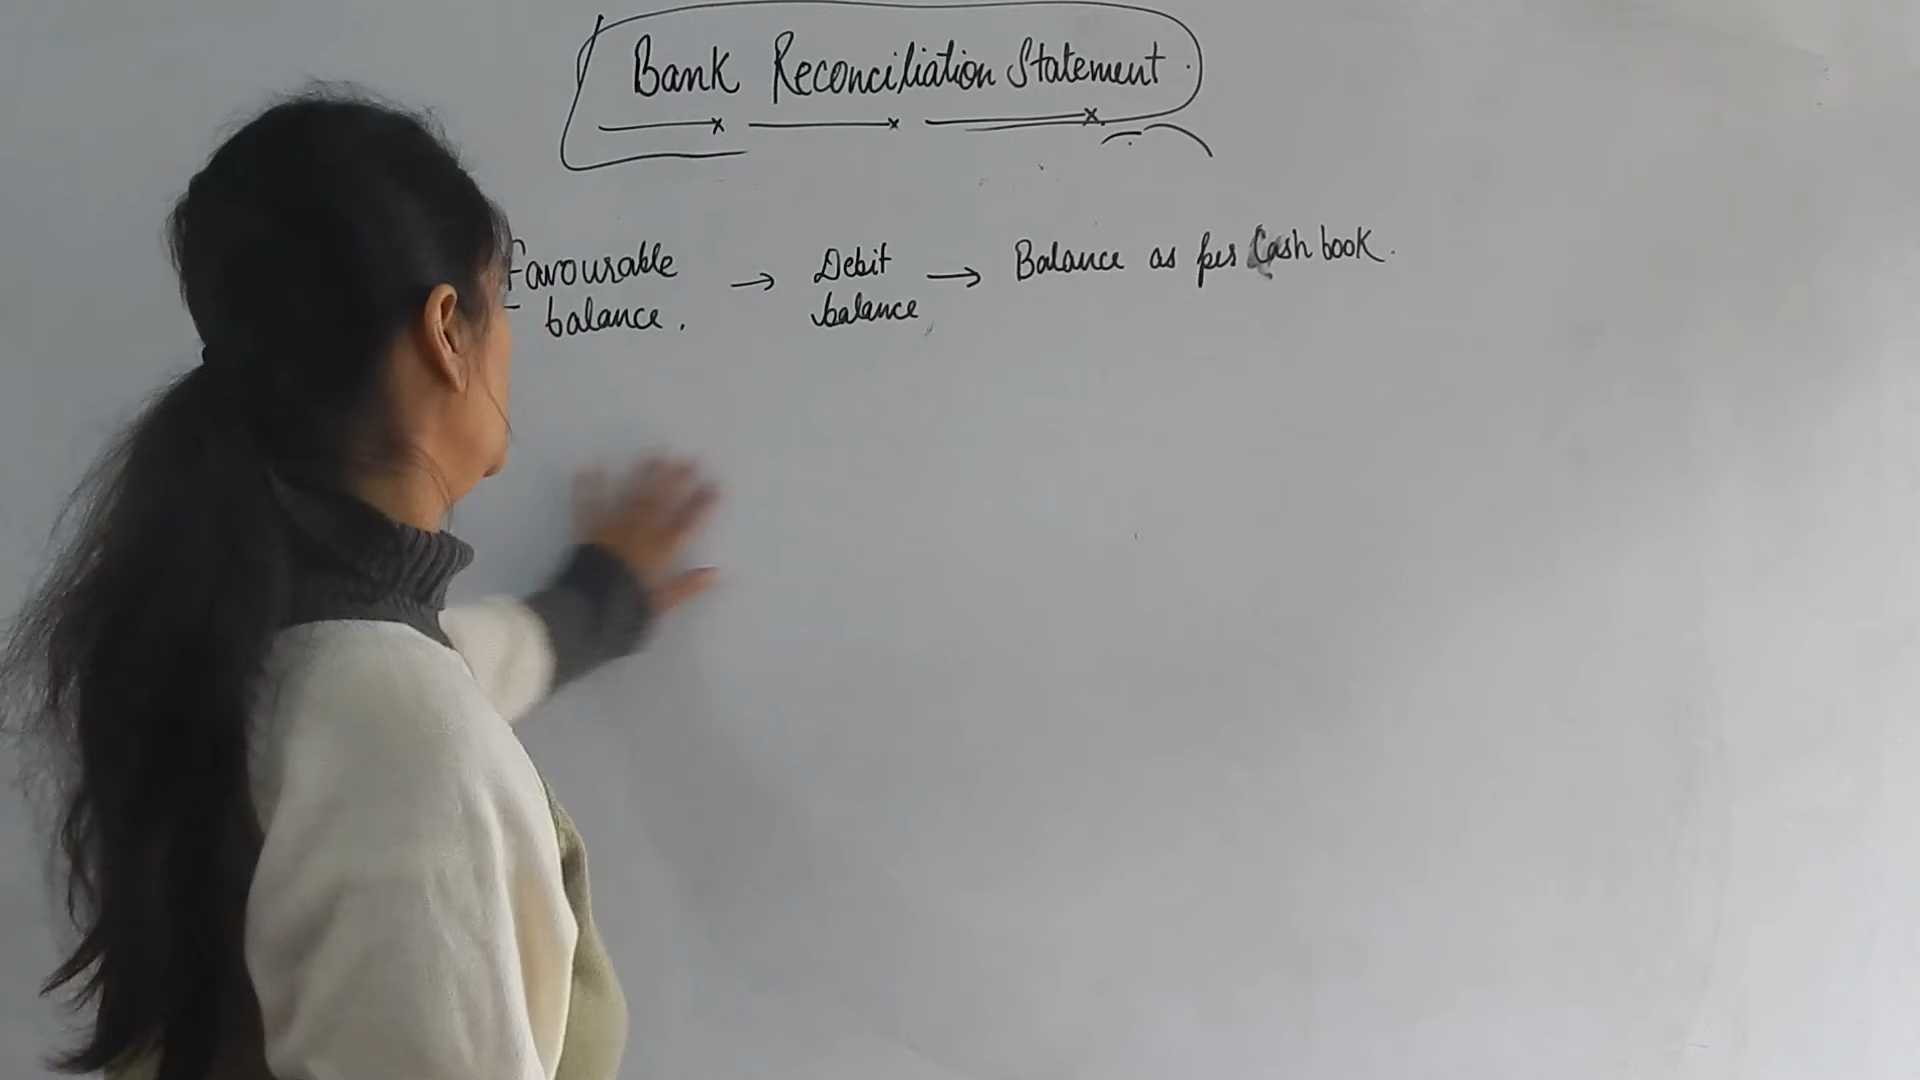 Bank Reconciliation Statement.
Favourable → Debit → Balance as per Cash book.
balance. balance